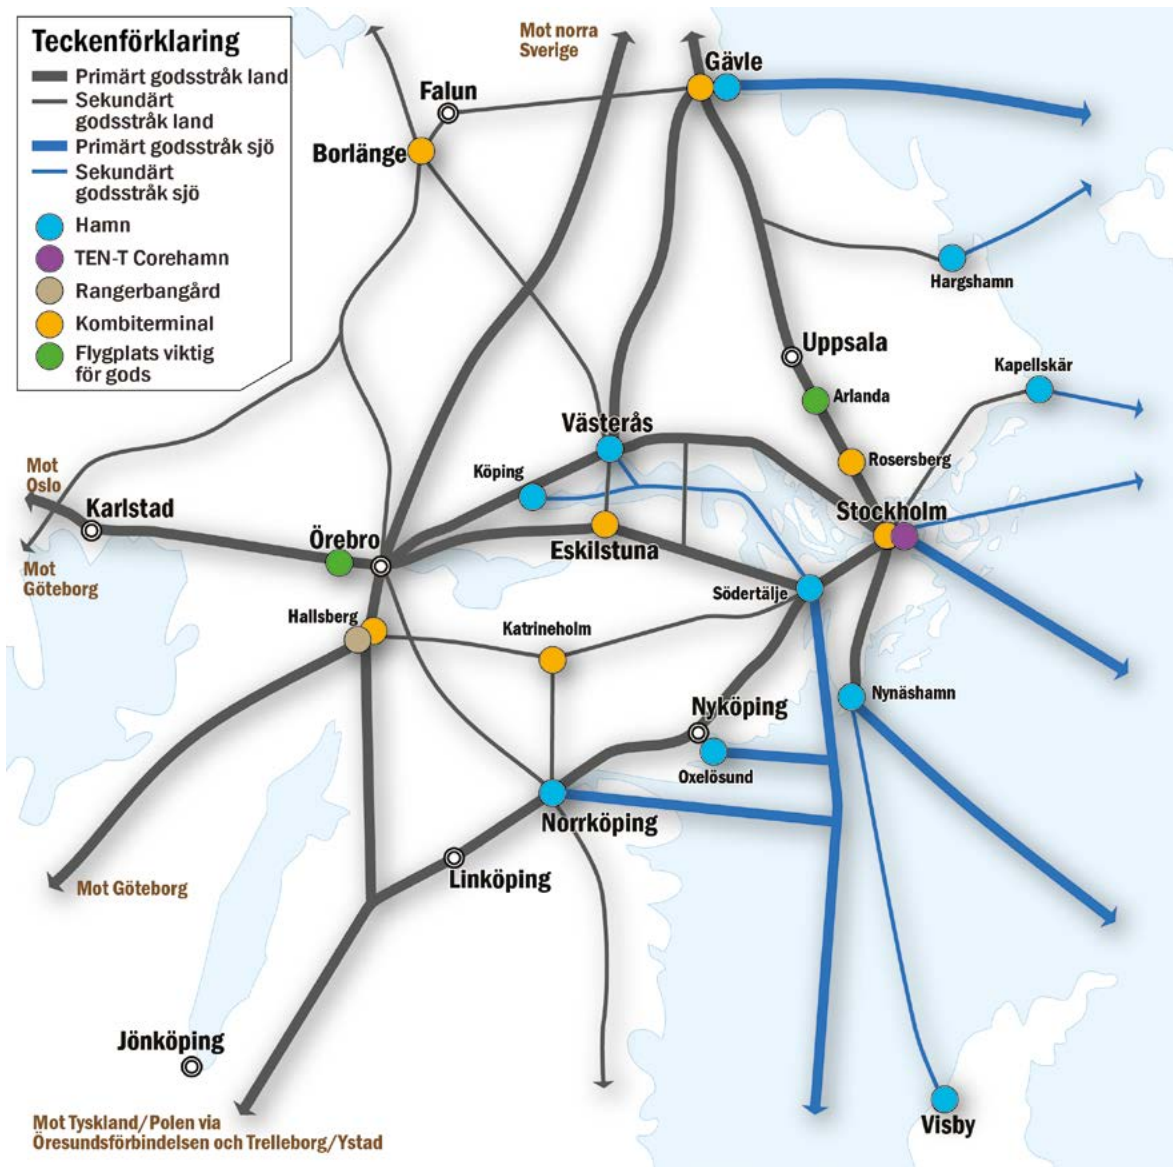 Teckenförklaring
Primärt godsstråk land
Sekundärt
godsstråk land
Primärt godsstråk sjö
Sekundärt
godsstråk sjö
Hamn
TEN-T Corehamn
Rangerbangård
Kombiterminal
Flygplats viktig
för gods
Mot norra
Sverige
Gävle
Falun
Borlänge
Hargshamn
Uppsala
Kapellskär
Arlanda
Västerås
Rosersberg
Mot
Oslo
Köping
Karlstad
Stockholm
Örebro
Eskilstuna
Mot
Göteborg
Södertälje
Hallsberg
Katrineholm
Nynäshamn
Nyköping
Oxelösund
Norrköping
Mot Göteborg
Linköping
Jönköping
Mot Tyskland/Polen via
Öresundsförbindelsen och Trelleborg/Ystad
Visby